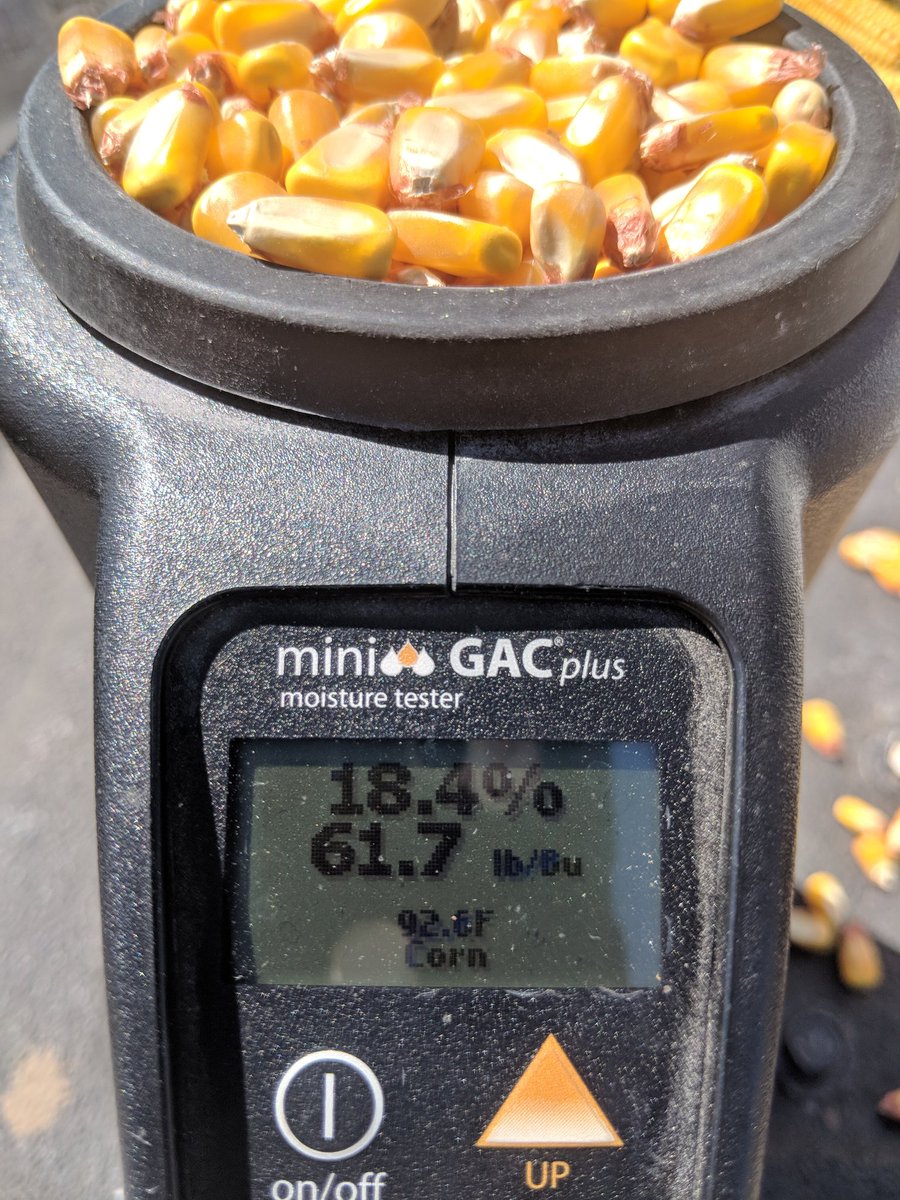 mini GAC® plus
moisture tester
18.4%
61.7 lb/Bu
92.6F
Corn
on/off
UP